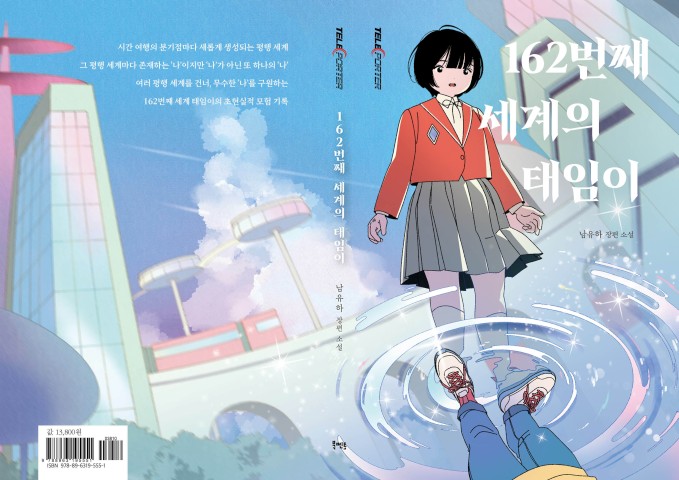 시간 여행의 분기점마다 새롭게 생성되는 평행 세계
그 평행 세계마다 존재하는 '나'이지만 '나'가 아닌 또 하나의 '나'
여러 평행 세계를 건너, 무수한 '나'를 구원하는
162번째 세계 태임이의 초현실적 모험 기록
값 13,800원
ISBN 978-89-6319-555-1
TELEPORTER
162번째 세계의 태임이
남유하 장편 소설
북멘토
TELEPORTER
162번째
세계의
태임이
남유하 장편 소설